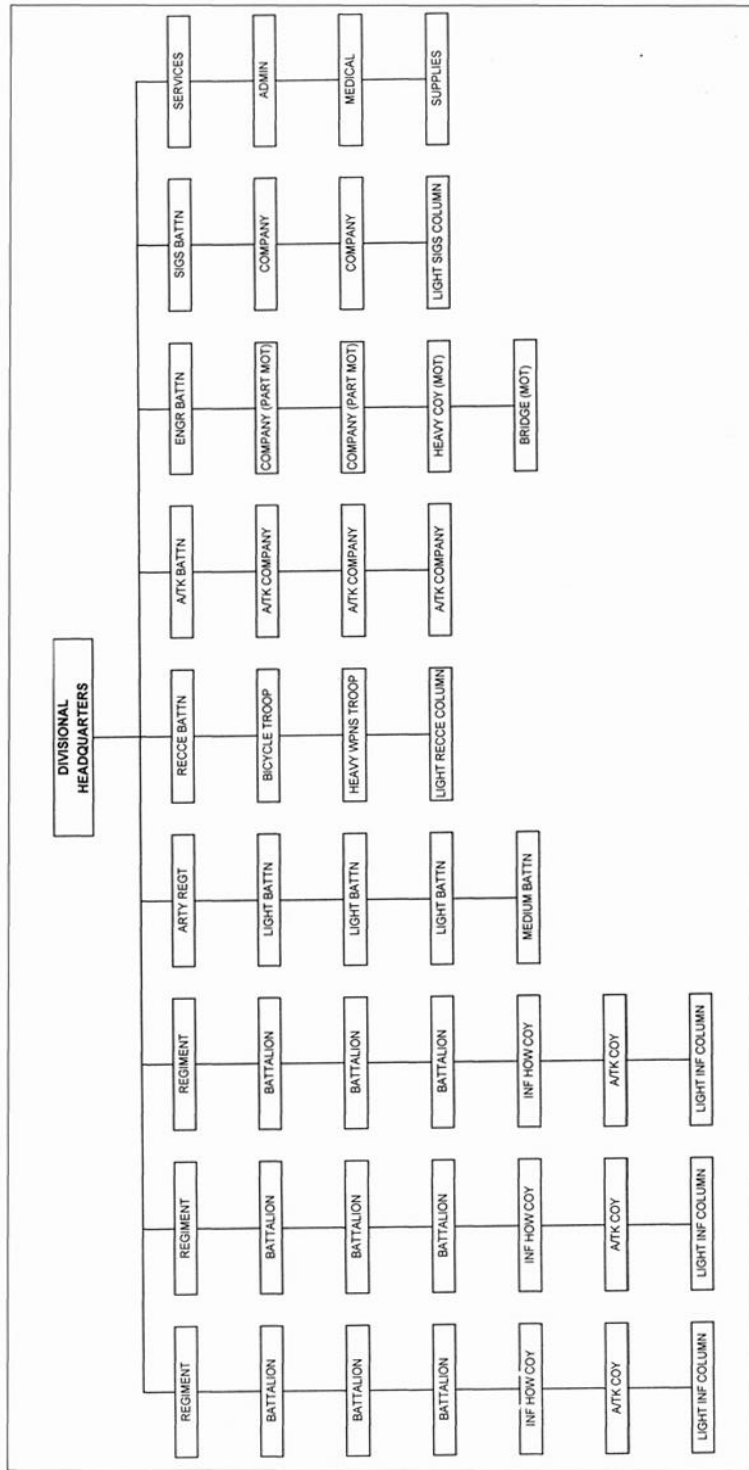 DIVISIONAL
HEADQUARTERS
REGIMENT
BATTALION
BATTALION
BATTALION
INF HOW COY
A/TK COY
LIGHT INF COLUMN
REGIMENT
BATTALION
BATTALION
BATTALION
INF HOW COY
A/TK COY
LIGHT INF COLUMN
REGIMENT
BATTALION
BATTALION
BATTALION
INF HOW COY
A/TK COY
LIGHT INF COLUMN
ARTY REGT
LIGHT BATTN
LIGHT BATTN
LIGHT BATTN
MEDIUM BATTN
RECCE BATTN
BICYCLE TROOP
HEAVY WPNS TROOP
LIGHT RECCE COLUMN
A/TK BATTN
A/TK COMPANY
A/TK COMPANY
A/TK COMPANY
ENGR BATTN
COMPANY (PART MOT)
COMPANY (PART MOT)
HEAVY COY (MOT)
BRIDGE (MOT)
SIGS BATTN
COMPANY
COMPANY
LIGHT SIGS COLUMN
SERVICES
ADMIN
MEDICAL
SUPPLIES